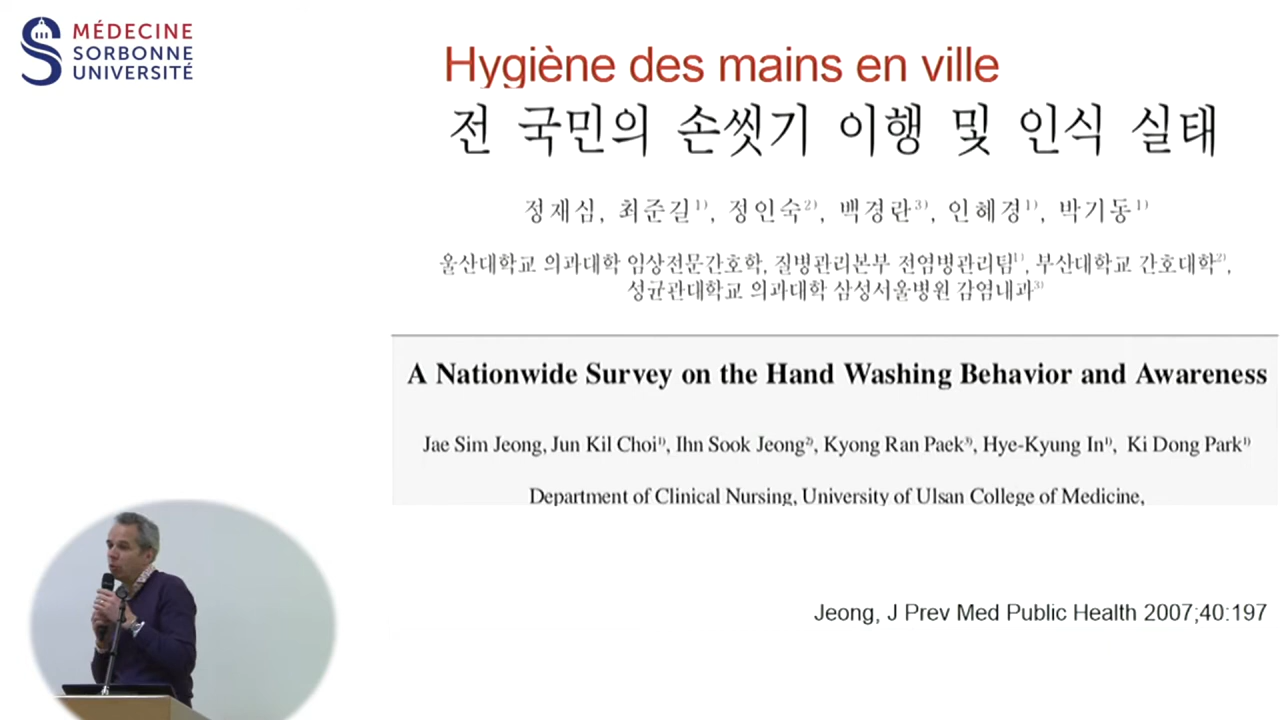 MÉDECINE
SORBONNE
UNIVERSITÉ
Hygiène des mains en ville
전 국민의 손씻기 이행 및 인식 실태
정재심, 최준길1), 정인숙2), 백경란3), 인혜경1), 박기동1)
울산대학교 의과대학 임상전문간호학, 질병관리본부 전염병관리팀1), 부산대학교 간호대학2),
성균관대학교 의과대학 삼성서울병원 감염내과3)
A Nationwide Survey on the Hand Washing Behavior and Awareness
Jae Sim Jeong, Jun Kil Choi1), Ihn Sook Jeong2), Kyong Ran Paek3), Hye-Kyung In1), Ki Dong Park1)
Department of Clinical Nursing, University of Ulsan College of Medicine,
Jeong, J Prev Med Public Health 2007;40:197